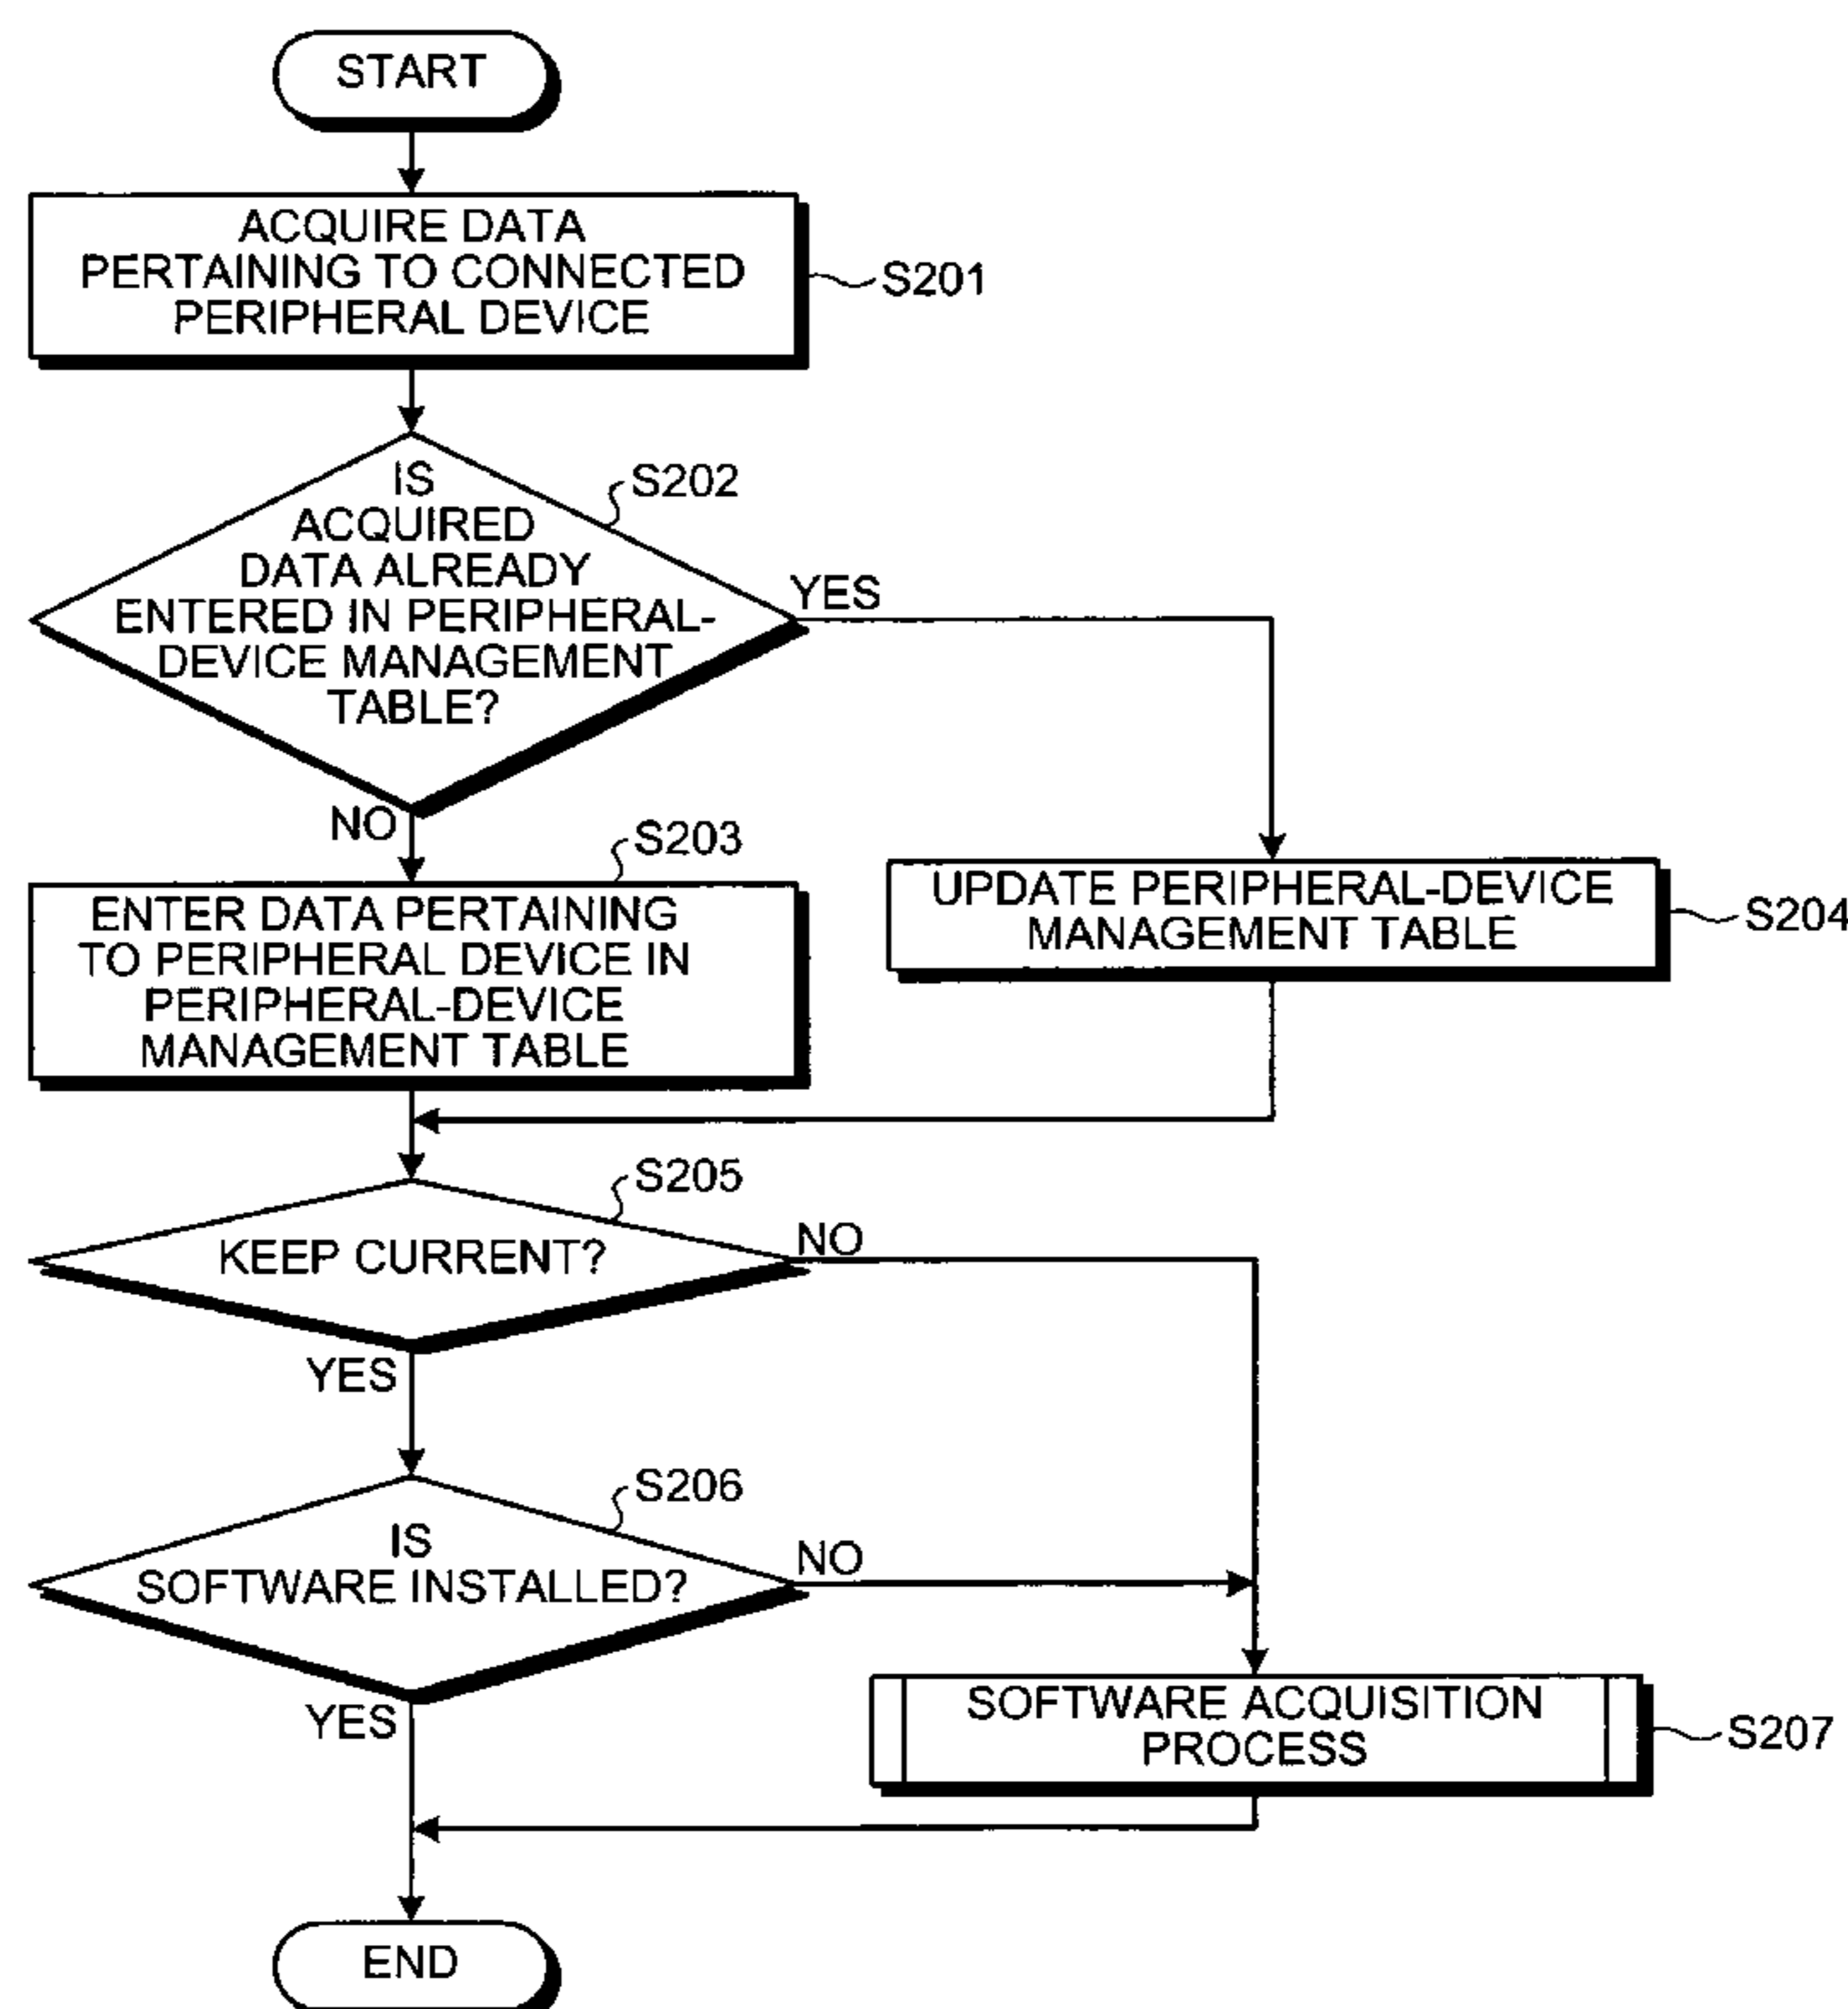 START
ACQUIRE DATA
PERTAINING TO CONNECTED
PERIPHERAL DEVICE
S201
IS
ACQUIRED
DATA ALREADY
ENTERED IN PERIPHERAL-
DEVICE MANAGEMENT
TABLE?
S202
YES
NO
S203
ENTER DATA PERTAINING
TO PERIPHERAL DEVICE IN
PERIPHERAL-DEVICE
MANAGEMENT TABLE
UPDATE PERIPHERAL-DEVICE
MANAGEMENT TABLE
S204
S205
KEEP CURRENT?
NO
YES
S206
IS
SOFTWARE INSTALLED?
NO
YES
SOFTWARE ACQUISITION
PROCESS
S207
END